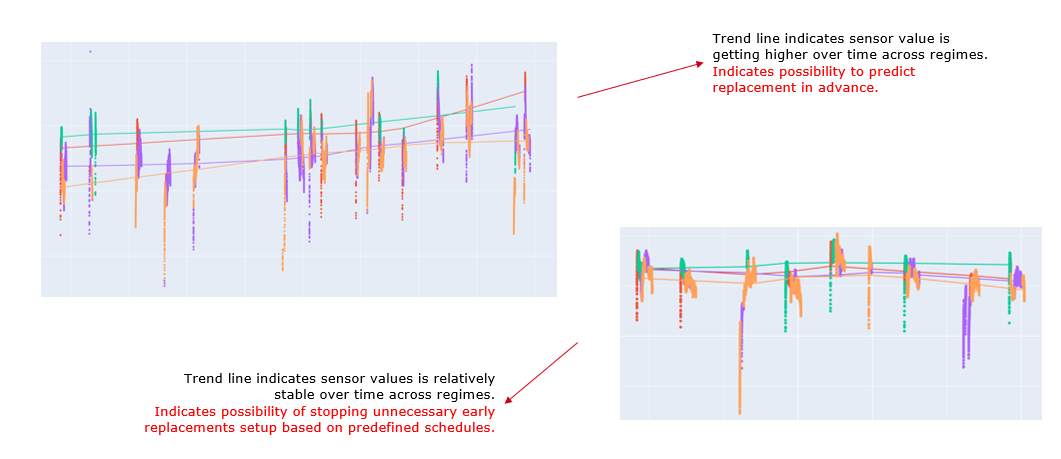 Trend line indicates sensor value is
getting higher over time across regimes.
Indicates possibility to predict
replacement in advance.
Trend line indicates sensor values is relatively
stable over time across regimes.
Indicates possibility of stopping unnecessary early
replacements setup based on predefined schedules.